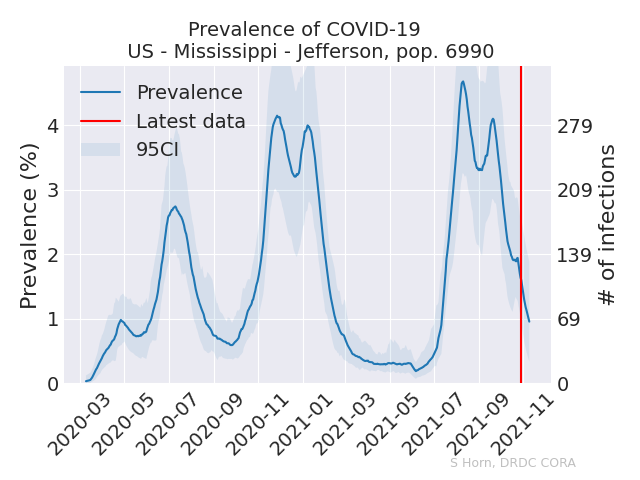 Prevalence of COVID-19
US - Mississippi - Jefferson, pop. 6990
Prevalence
Latest data
95CI
Prevalence (%)
4
3
2
1
0
279
209
139
69
0
# of infections
2020-03
2020-05
2020-07
2020-09
2020-11
2021-01
2021-03
2021-05
2021-07
2021-09
2021-11
S Horn, DRDC CORA